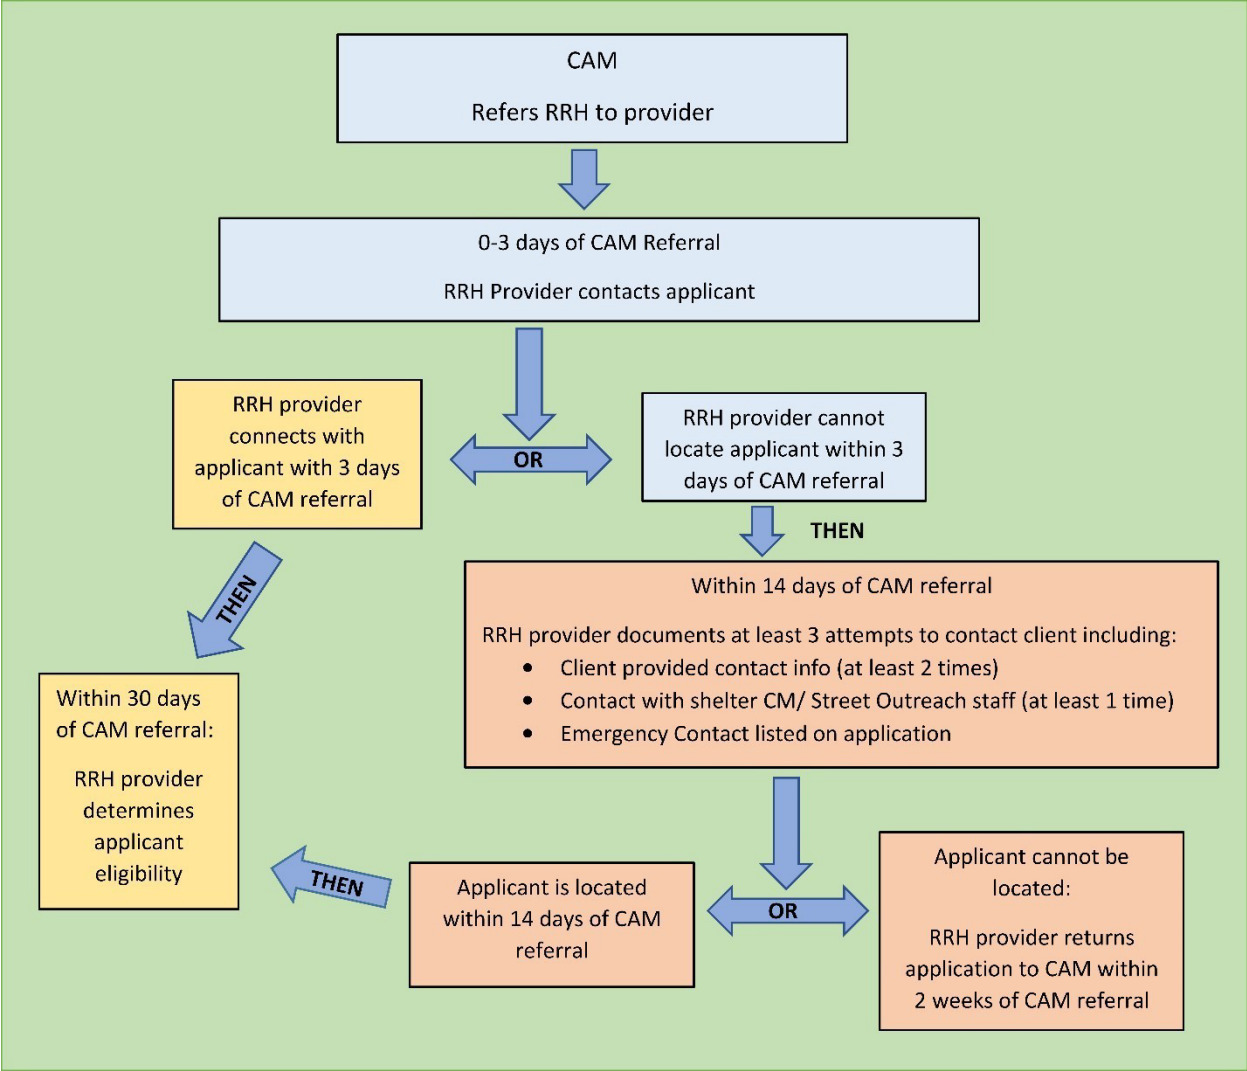 CAM
Refers RRH to provider
0-3 days of CAM Referral
RRH Provider contacts applicant
RRH provider
connects with
applicant with 3 days
of CAM referral
OR
RRH provider cannot
locate applicant within 3
days of CAM referral
THEN
THEN
Within 14 days of CAM referral
RRH provider documents at least 3 attempts to contact client including:
• Client provided contact info (at least 2 times)
• Contact with shelter CM/ Street Outreach staff (at least 1 time)
• Emergency Contact listed on application
Within 30 days
of CAM referral:
RRH provider
determines
applicant
eligibility
THEN
Applicant is located
within 14 days of CAM
referral
OR
Applicant cannot be
located:
RRH provider returns
application to CAM within
2 weeks of CAM referral